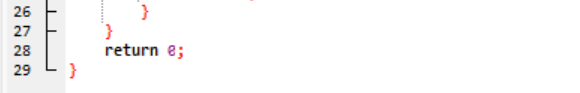 26 }
27 }
28 return 0;
29 }